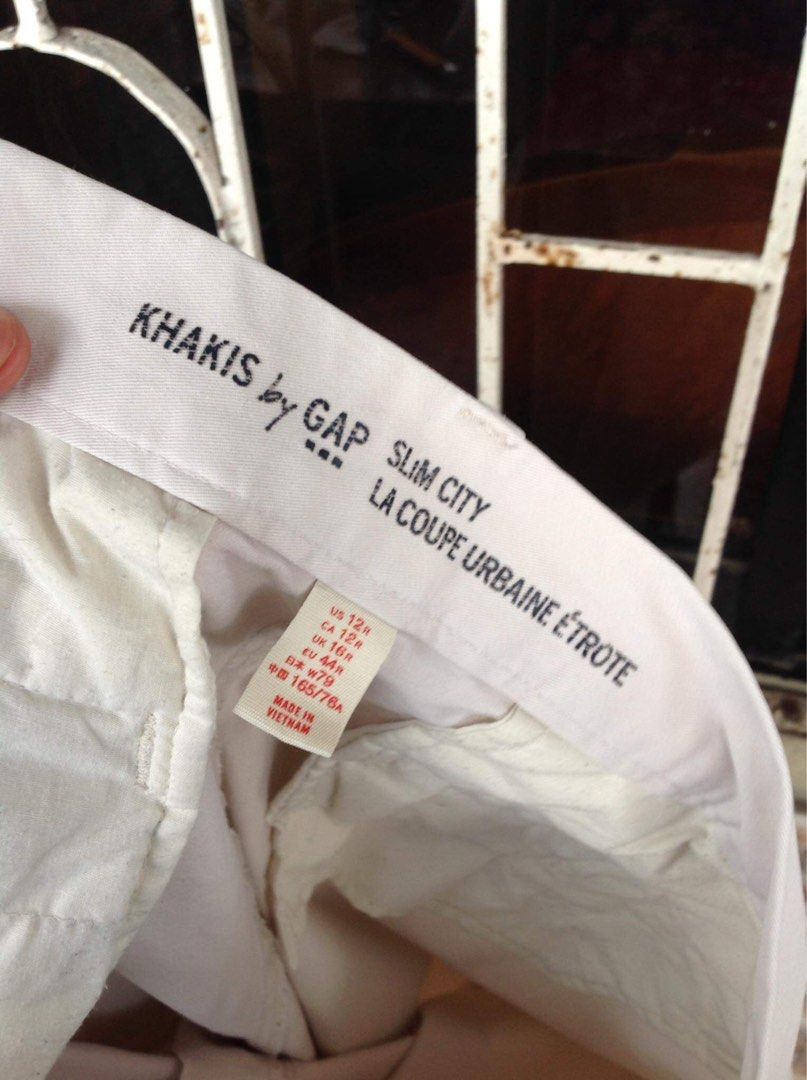 KHAKIS by GAP
SLIM CITY
LA COUPE URBAINE ÉTROTE
US 12R
CA 12R
UK 16R
EU 44R
日本 W79
中国 165/76A
MADE IN
VIETNAM